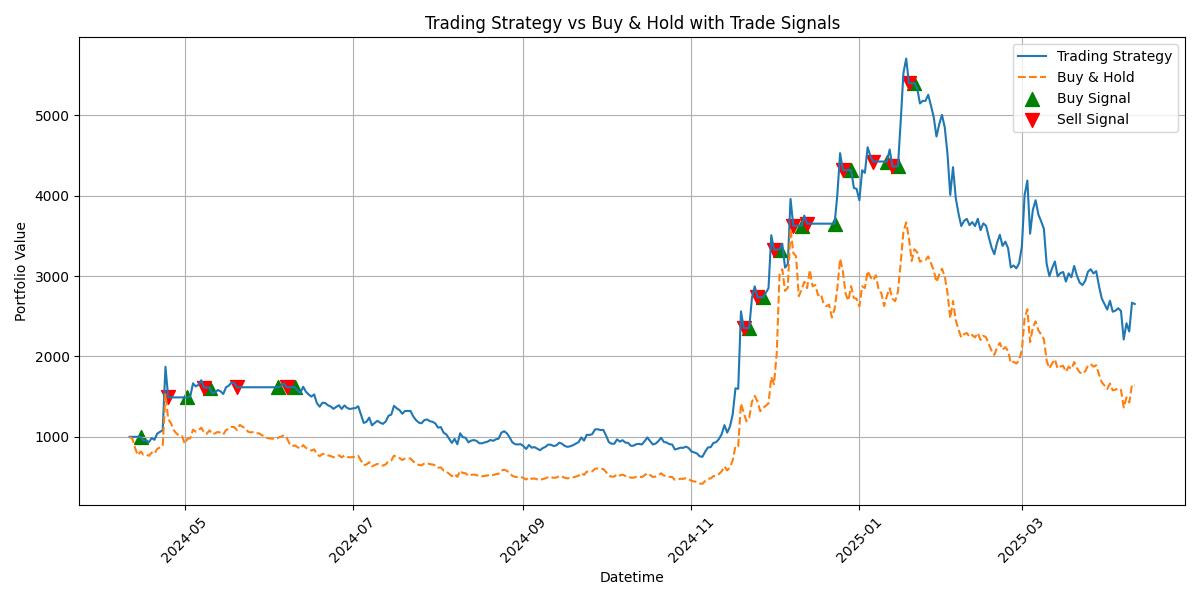 Trading Strategy vs Buy & Hold with Trade Signals
Trading Strategy
Buy & Hold
Buy Signal
Sell Signal
Portfolio Value
5000
4000
3000
2000
1000
2024-05
2024-07
2024-09
2024-11
2025-01
2025-03
Datetime